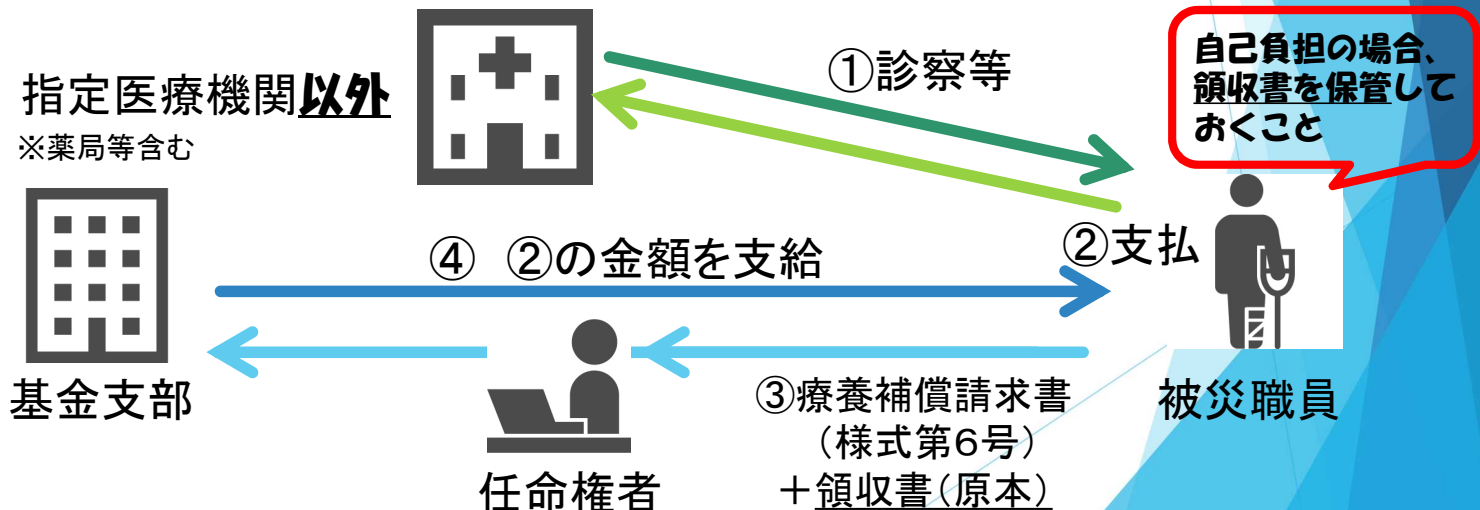 指定医療機関以外
※薬局等含む
①診察等
自己負担の場合、
領収書を保管して
おくこと
②支払
④　②の金額を支給
基金支部
任命権者
③療養補償請求書
（様式第６号）
＋領収書（原本）
被災職員